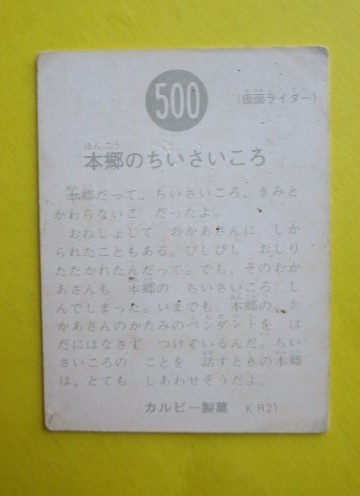 500
(仮面ライダー)
本郷のちいさいころ
本郷だって、ちいさいころ、きみと
かわらないこ だったよ。
おねしょして おかあさんに しか
られたこともある。ぴしぴし おしり
たたかれたんだって。でも、そのおか
あさんも 本郷の ちいさいころ し
んでしまった。いまでも、本郷の、お
かあさんのかたみのペンダントを は
だにはなさず つけているんだ。ちい
さいころの ことを 話すときの本郷
は、とても しあわせそうだよ。
カルビー製菓 KR21